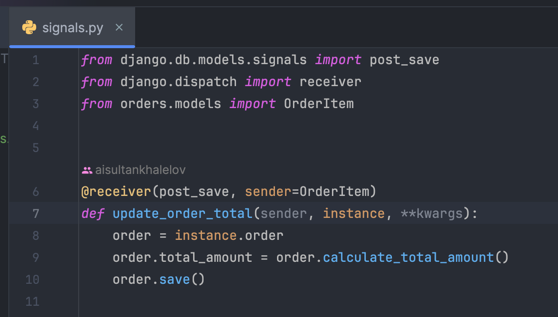 signals.py ×
1 from django.db.models.signals import post_save
2 from django.dispatch import receiver
3 from orders.models import OrderItem
4
5
aisultankhalelov
6 @receiver(post_save, sender=OrderItem)
7 def update_order_total(sender, instance, **kwargs):
8 order = instance.order
9 order.total_amount = order.calculate_total_amount()
10 order.save()
11